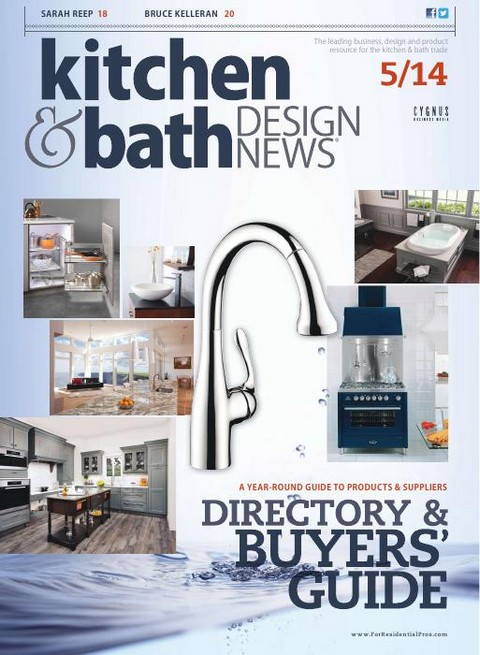 SARAH REEP 18 BRUCE KELLERAN 20
The leading business, design and product
resource for the kitchen & bath trade
kitchen
5/14
& bath DESIGN
NEWS®
CYGNUS
BUSINESS MEDIA
A YEAR-ROUND GUIDE TO PRODUCTS & SUPPLIERS
DIRECTORY &
BUYERS’
GUIDE
www.ForResidentialPros.com